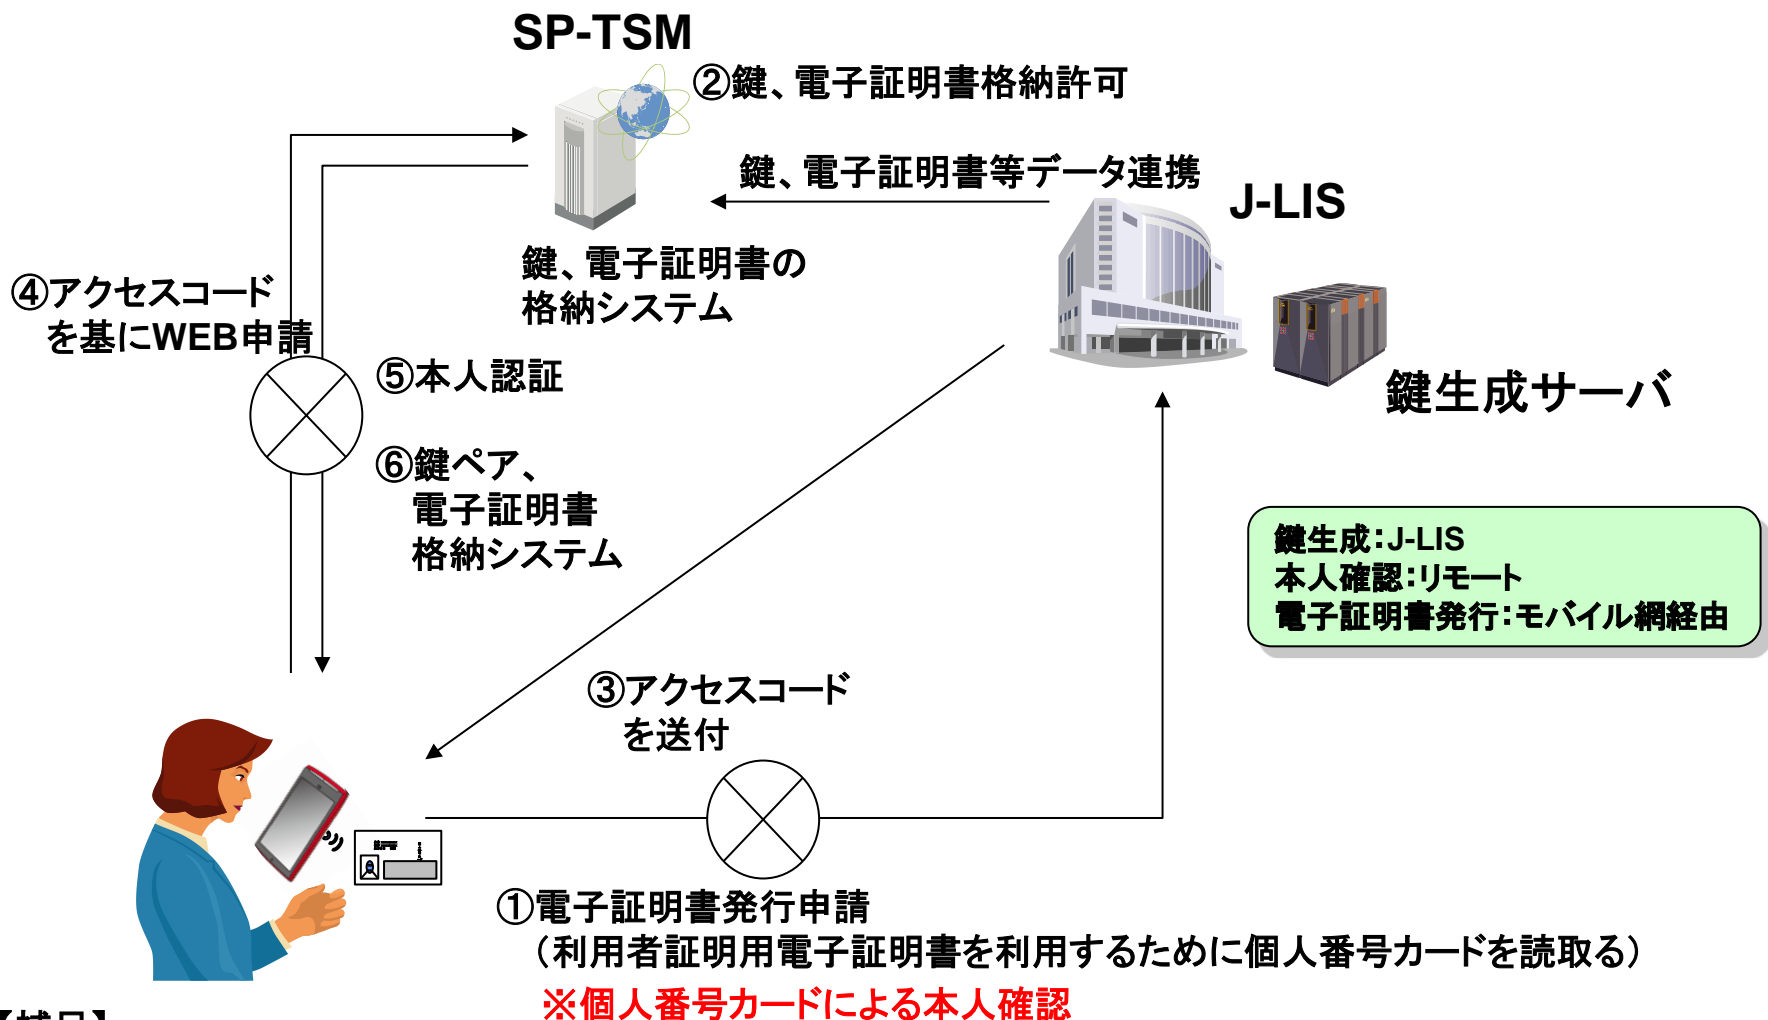 SP-TSM
②鍵、電子証明書格納許可
鍵、電子証明書等データ連携
J-LIS
鍵、電子証明書の
格納システム
④アクセスコード
を基にWEB申請
⑤本人認証
鍵生成サーバ
⑥鍵ペア、
電子証明書
格納システム
鍵生成：J-LIS
本人確認：リモート
電子証明書発行：モバイル網経由
③アクセスコード
を送付
①電子証明書発行申請
（利用者証明用電子証明書を利用するために個人番号カードを読取る）
※個人番号カードによる本人確認